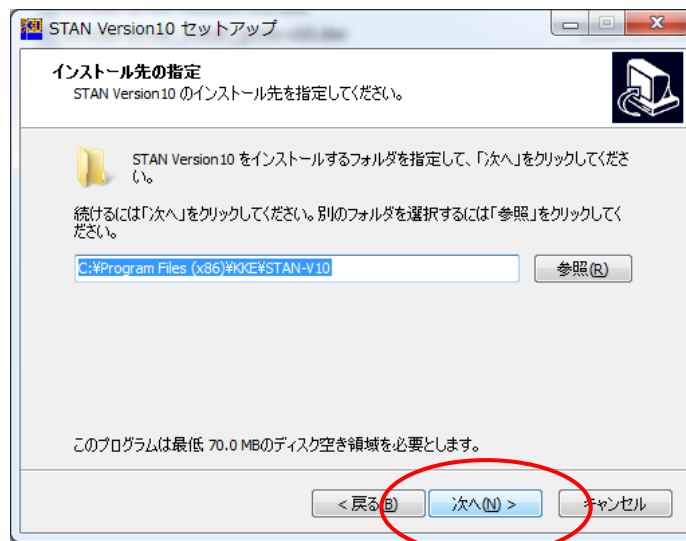 STAN Version10 セットアップ
インストール先の指定
STAN Version10 のインストール先を指定してください。
STAN Version10 をインストールするフォルダを指定して、「次へ」をクリックしてくださ
い。
続けるには「次へ」をクリックしてください。別のフォルダを選択するには「参照」をクリックしてく
ださい。
C:¥Program Files (x86)¥KKE¥STAN-V10
参照(R)
このプログラムは最低 70.0 MBのディスク空き領域を必要とします。
< 戻る(B)
次へ(N) >
キャンセル